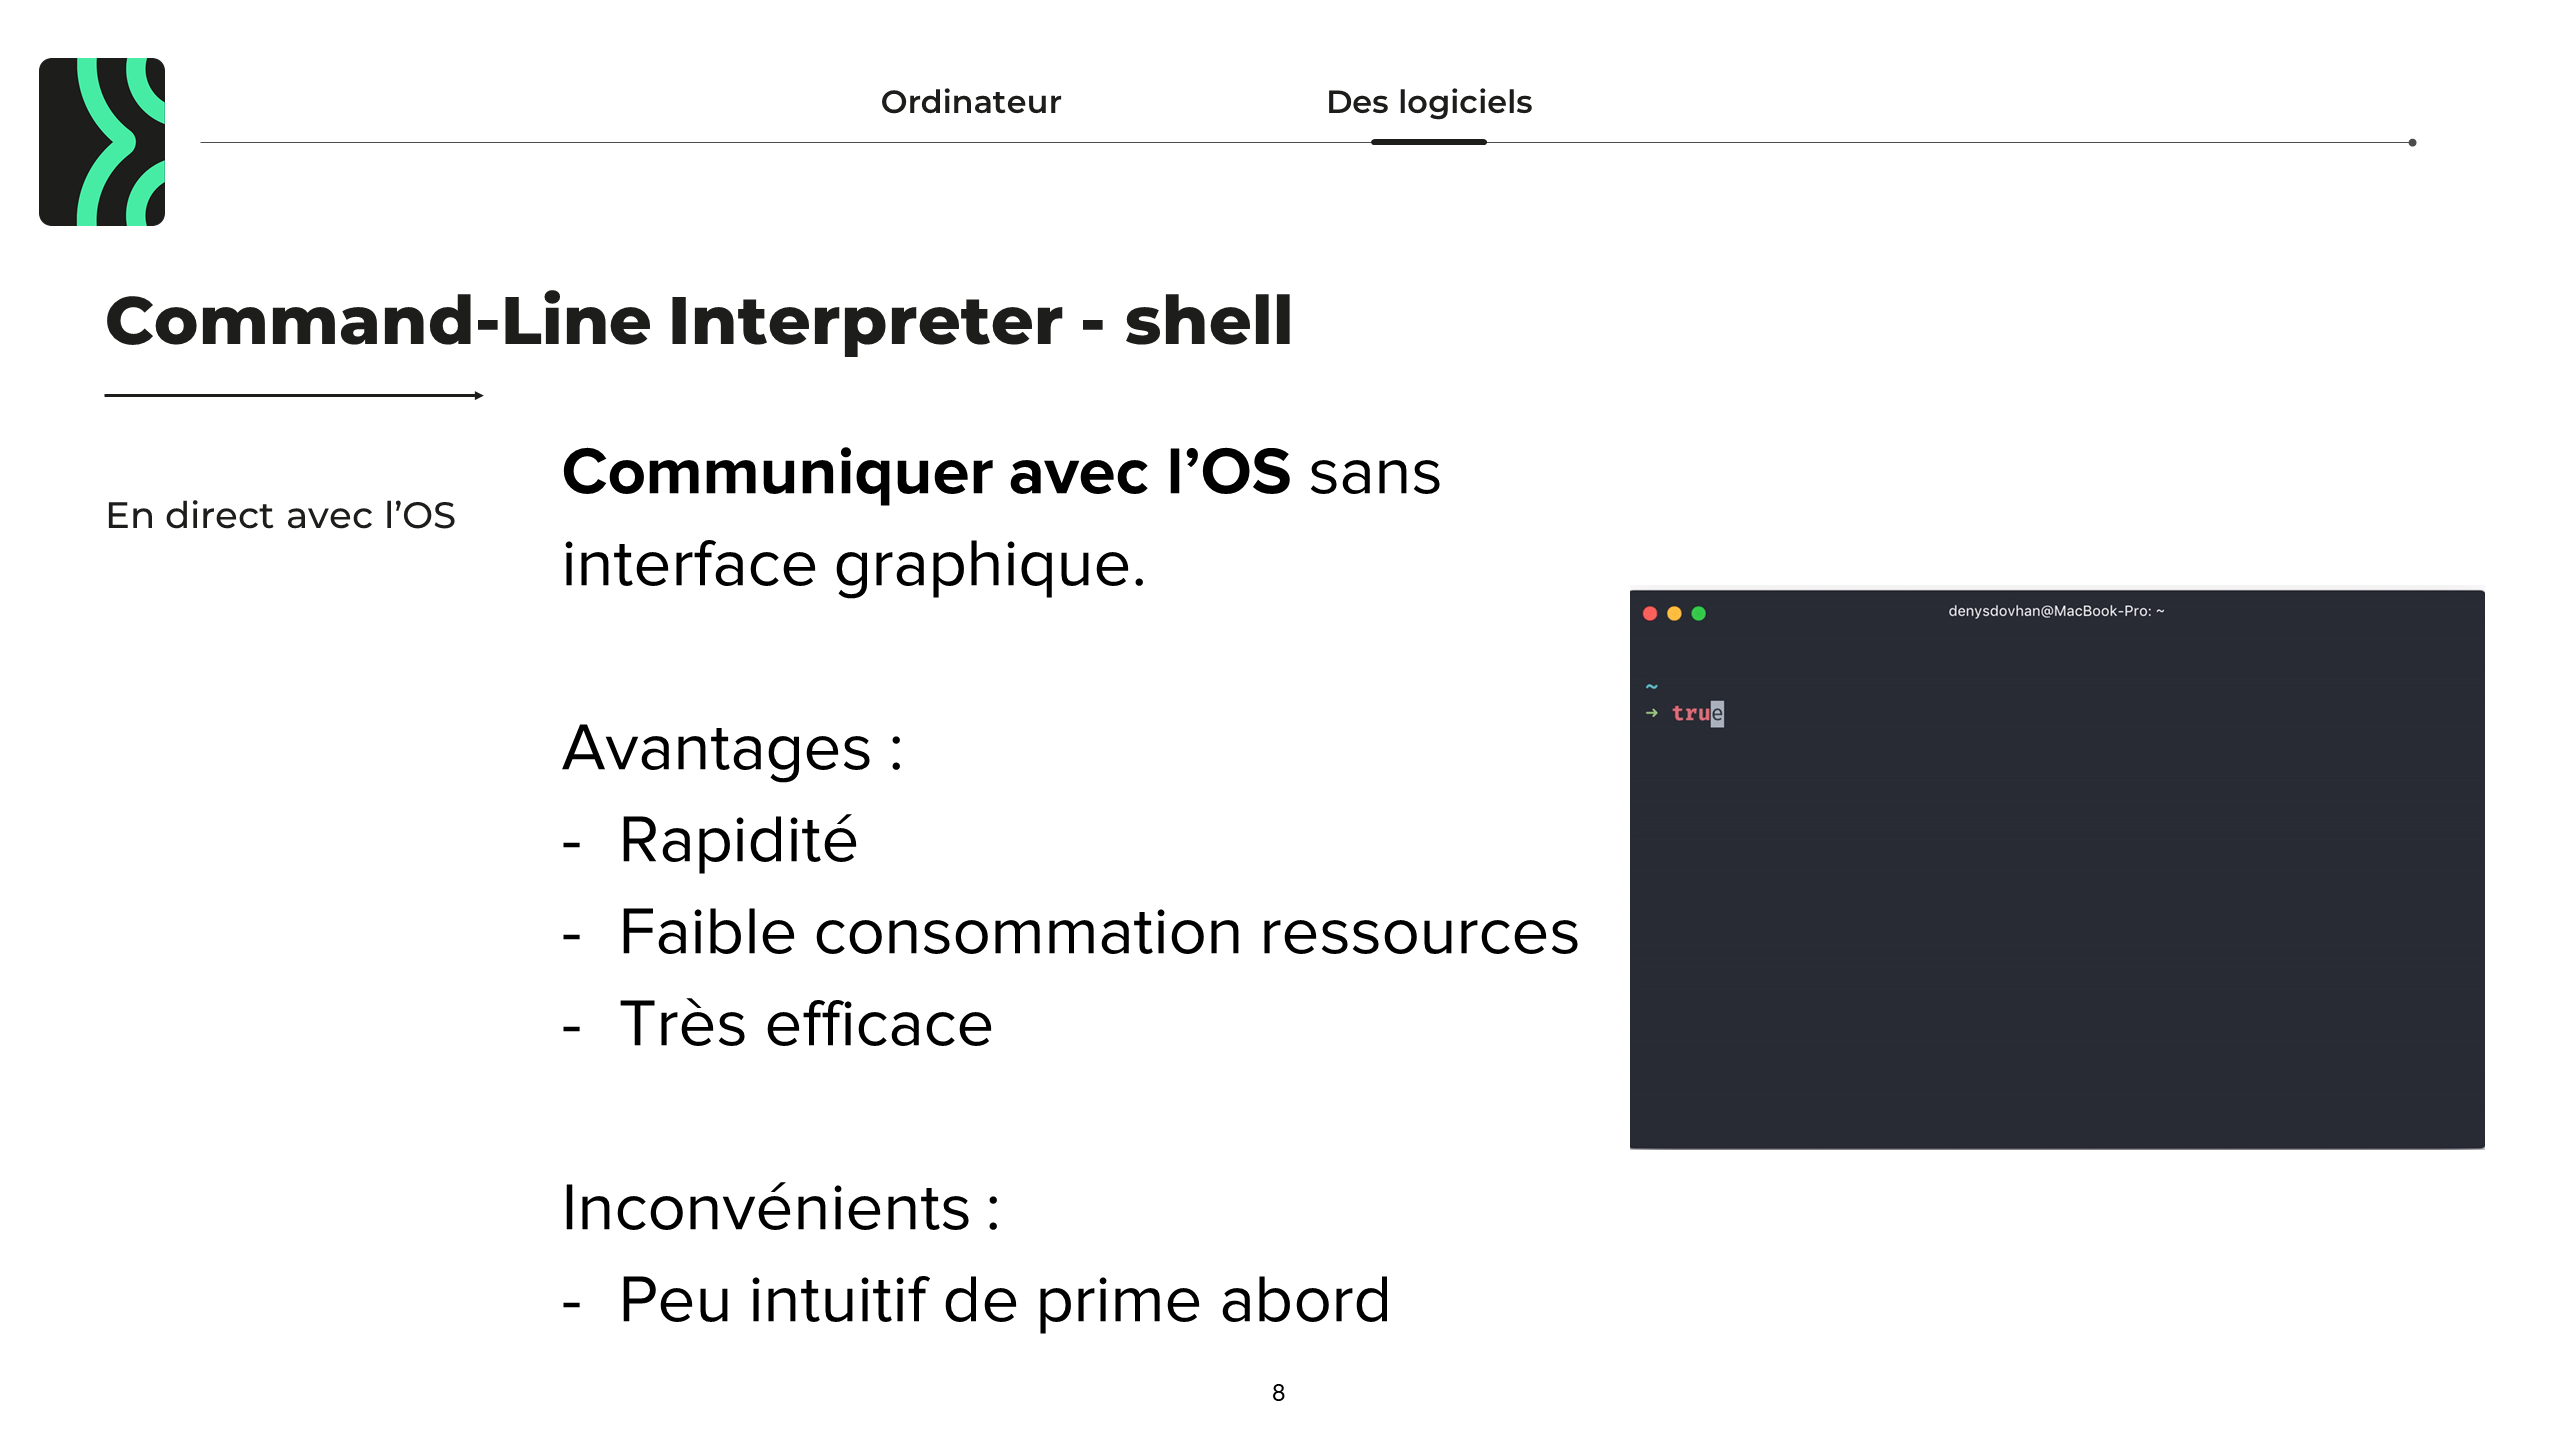 Ordinateur
Des logiciels
Command-Line Interpreter - shell
En direct avec l’OS
Communiquer avec l’OS sans
interface graphique.
Avantages :
- Rapidité
- Faible consommation ressources
- Très efficace
Inconvénients :
- Peu intuitif de prime abord
denysdovhan@MacBook-Pro: ~
~
➜ true
8